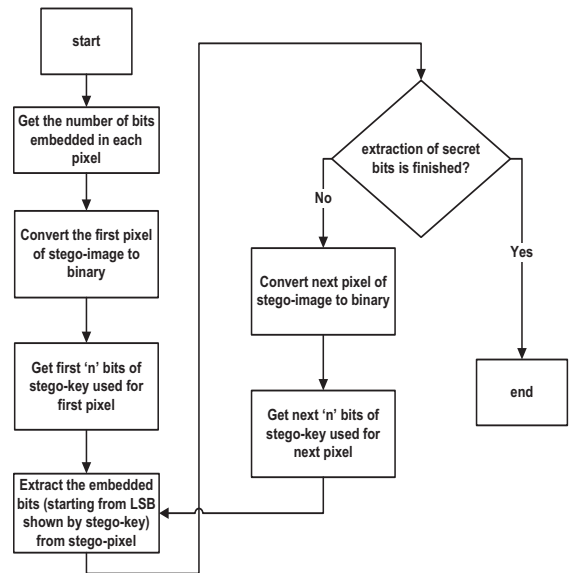 start
Get the number of bits
embedded in each
pixel
Convert the first pixel
of stego-image to
binary
Get first ‘n’ bits of
stego-key used for
first pixel
Extract the embedded
bits (starting from LSB
shown by stego-key)
from stego-pixel
extraction of secret
bits is finished?
No
Yes
Convert next pixel of
stego-image to binary
Get next ‘n’ bits of
stego-key used for
next pixel
end